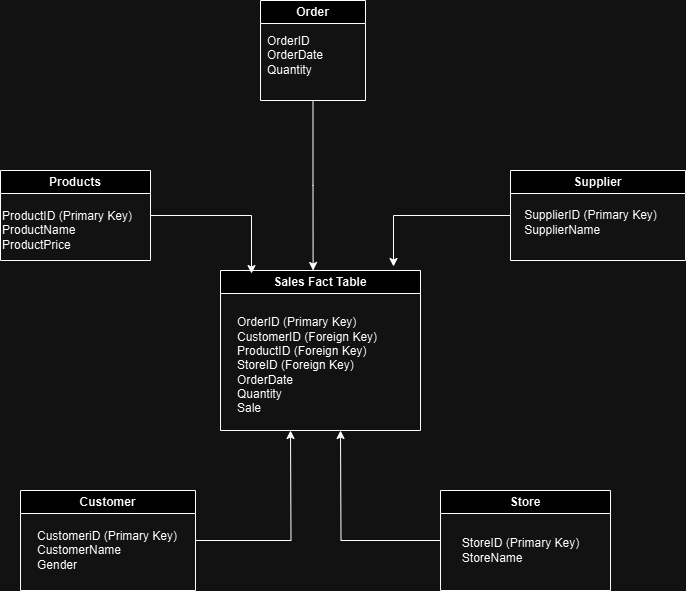 Order
OrderID
OrderDate
Quantity
Products
ProductID (Primary Key)
ProductName
ProductPrice
Supplier
SupplierID (Primary Key)
SupplierName
Sales Fact Table
OrderID (Primary Key)
CustomerID (Foreign Key)
ProductID (Foreign Key)
StoreID (Foreign Key)
OrderDate
Quantity
Sale
Customer
CustomeriD (Primary Key)
CustomerName
Gender
Store
StoreID (Primary Key)
StoreName